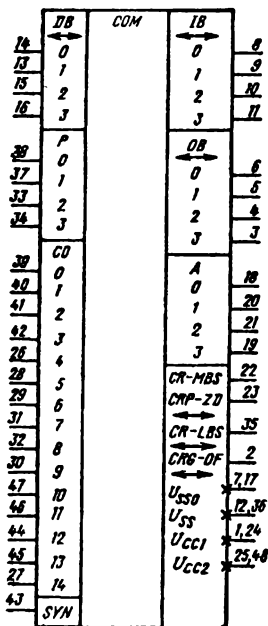 DB COM IB
14 0 0 8
13 1 1 9
15 2 2 10
16 3 3 11
P OB
38 0 0 6
37 1 1 5
33 2 2 4
34 3 3 3
CO A
39 0 0 18
40 1 1 20
41 2 2 21
42 3 3 19
26 4 CR-MBS 22
28 5 CRP-ZD 23
29 6
31 7 CR-LBS 35
32 8 CRG-OF 2
30 9
47 10 USS0 7,17
46 11 USS 12,36
44 12 UCC1 1,24
45 13 UCC2 25,48
27 14
43 SYN